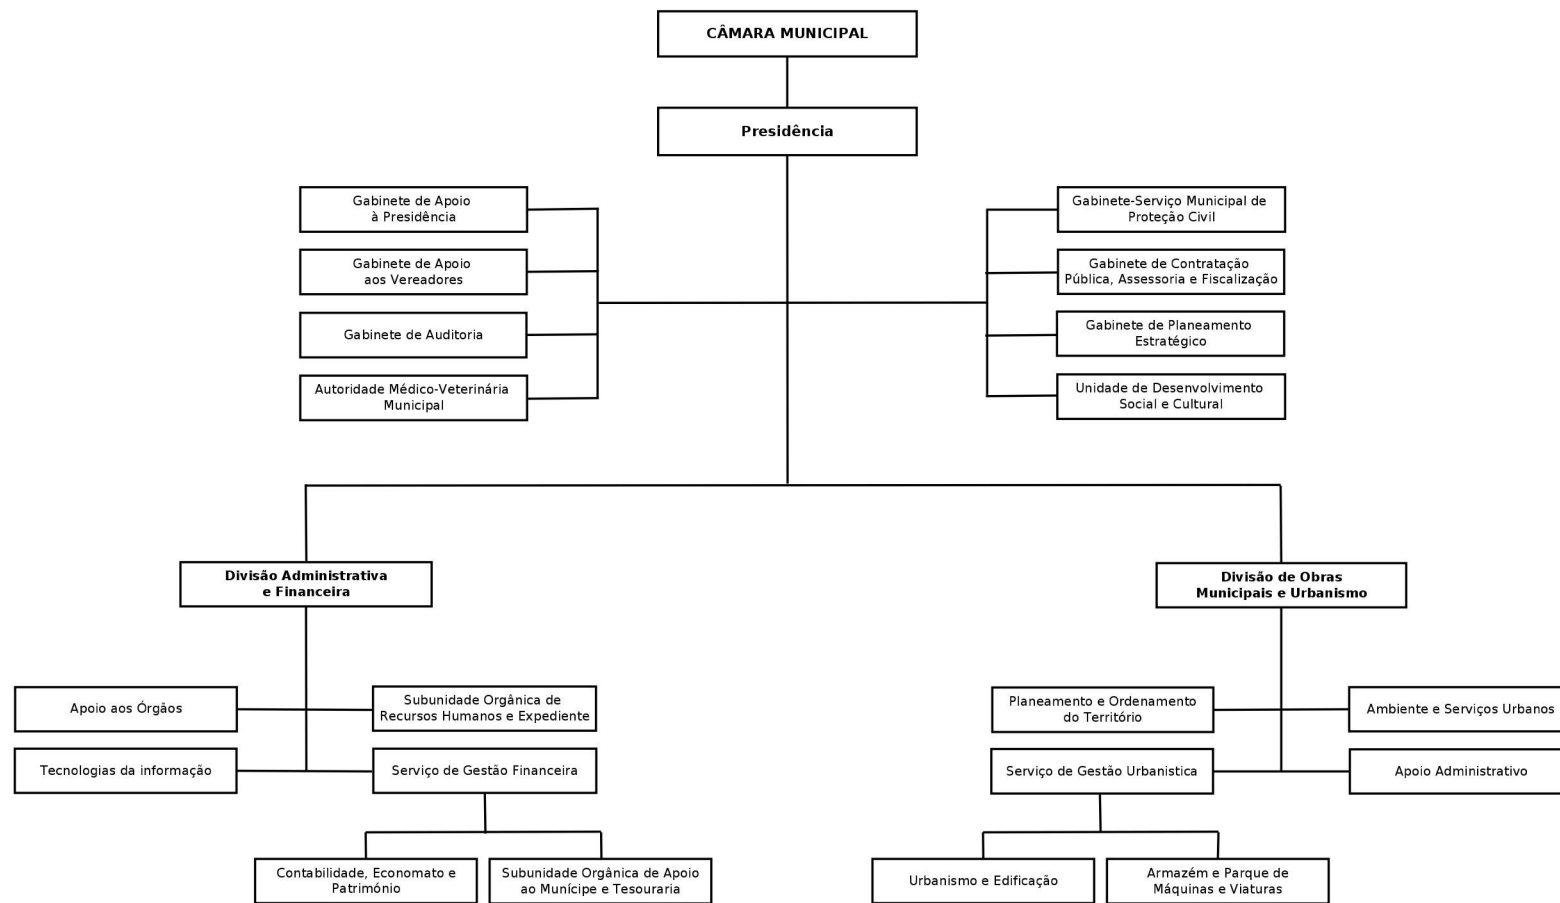 CÂMARA MUNICIPAL
Presidência
Gabinete de Apoio
à Presidência
Gabinete-Serviço Municipal de
Proteção Civil
Gabinete de Apoio
aos Vereadores
Gabinete de Contratação
Pública, Assessoria e Fiscalização
Gabinete de Auditoria
Gabinete de Planeamento
Estratégico
Autoridade Médico-Veterinária
Municipal
Unidade de Desenvolvimento
Social e Cultural
Divisão Administrativa
e Financeira
Divisão de Obras
Municipais e Urbanismo
Apoio aos Órgãos
Subunidade Orgânica de
Recursos Humanos e Expediente
Planeamento e Ordenamento
do Território
Ambiente e Serviços Urbanos
Tecnologias da informação
Serviço de Gestão Financeira
Serviço de Gestão Urbanistica
Apoio Administrativo
Contabilidade, Economato e
Património
Subunidade Orgânica de Apoio
ao Munícipe e Tesouraria
Urbanismo e Edificação
Armazém e Parque de
Máquinas e Viaturas